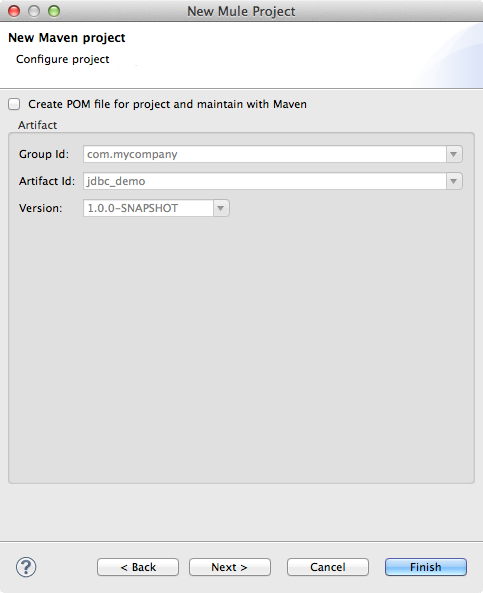 New Mule Project
New Maven project
Configure project
Create POM file for project and maintain with Maven
Artifact
Group Id: com.mycompany
Artifact Id: jdbc_demo
Version: 1.0.0-SNAPSHOT
? < Back Next > Cancel Finish